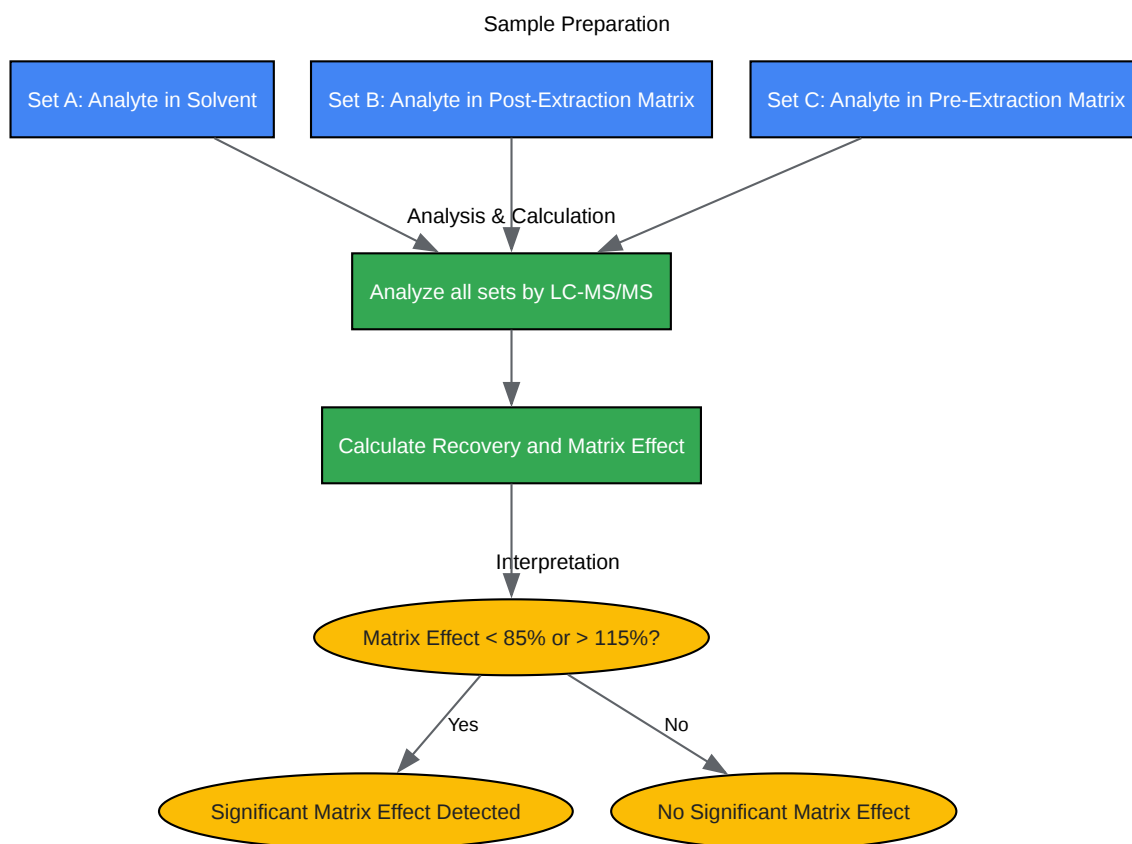 Sample Preparation
Set A: Analyte in Solvent
Set B: Analyte in Post-Extraction Matrix
Set C: Analyte in Pre-Extraction Matrix
Analysis & Calculation
Analyze all sets by LC-MS/MS
Calculate Recovery and Matrix Effect
Interpretation
Matrix Effect < 85% or > 115%?
Yes
No
Significant Matrix Effect Detected
No Significant Matrix Effect